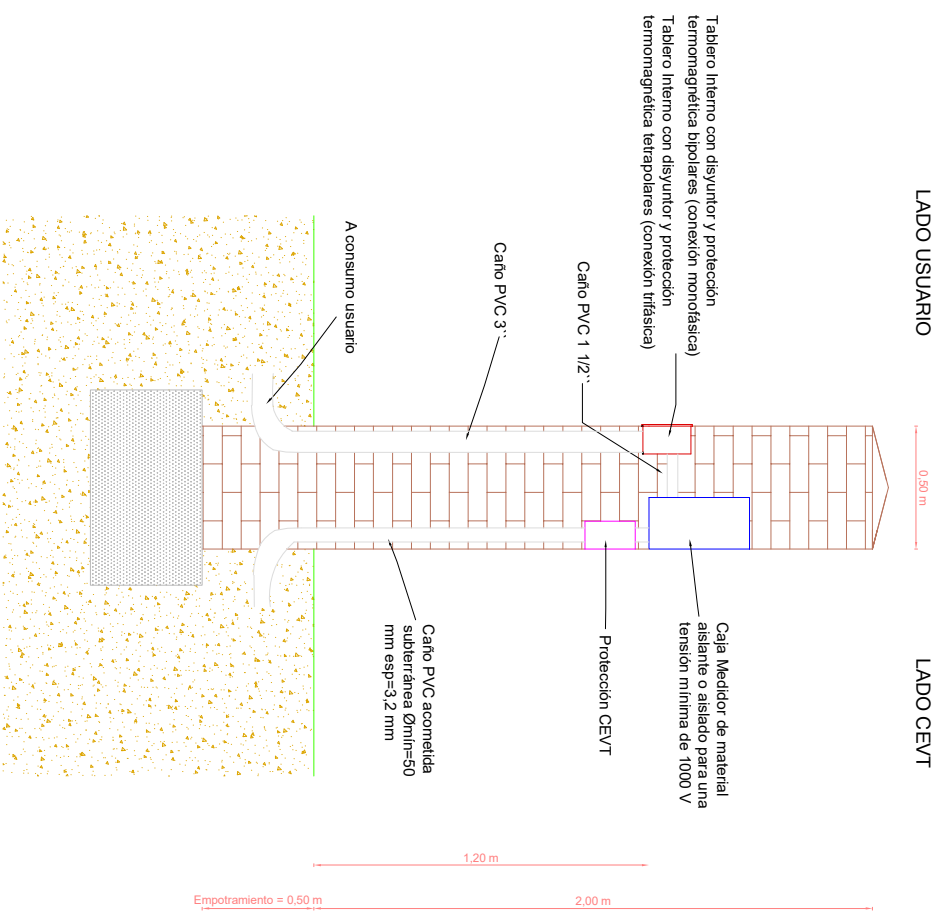 LADO USUARIO
LADO CEVT
0,50 m
Tablero Interno con disyuntor y protección
termomagnética bipolares (conexión monofásica)
Tablero Interno con disyuntor y protección
termomagnética tetrapolares (conexión trifásica)
Caño PVC 1 1/2``
Caño PVC 3``
A consumo usuario
Caja Medidor de material
aislante o aislado para una
tensión mínima de 1000 V
Protección CEVT
Caño PVC acometida
subterránea Ømín=50
mm esp=3,2 mm
1,20 m
2,00 m
Empotramiento = 0,50 m